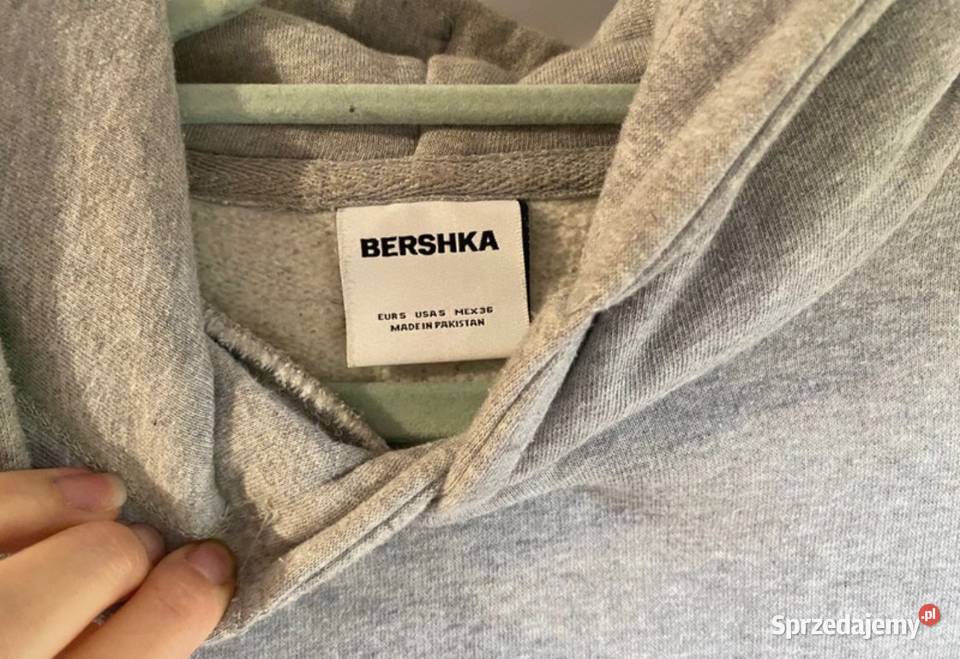 BERSHKA
EUR S USA S MEX 36
MADE IN PAKISTAN
Sprzedajemy.pl